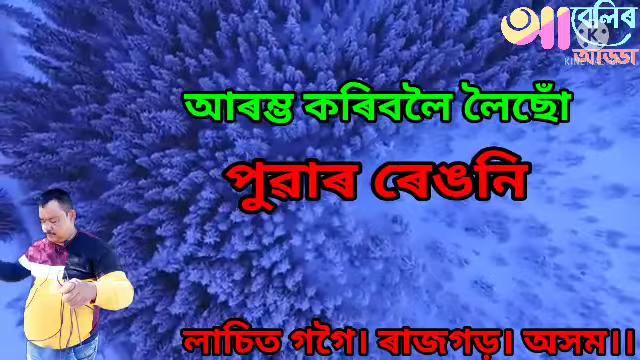 আবেলিৰ
আড্ডা
আৰম্ভ কৰিবলৈ লৈছোঁ
পুৱাৰ ৰেঙনি
লাচিত গগৈ। ৰাজগড়। অসম।।